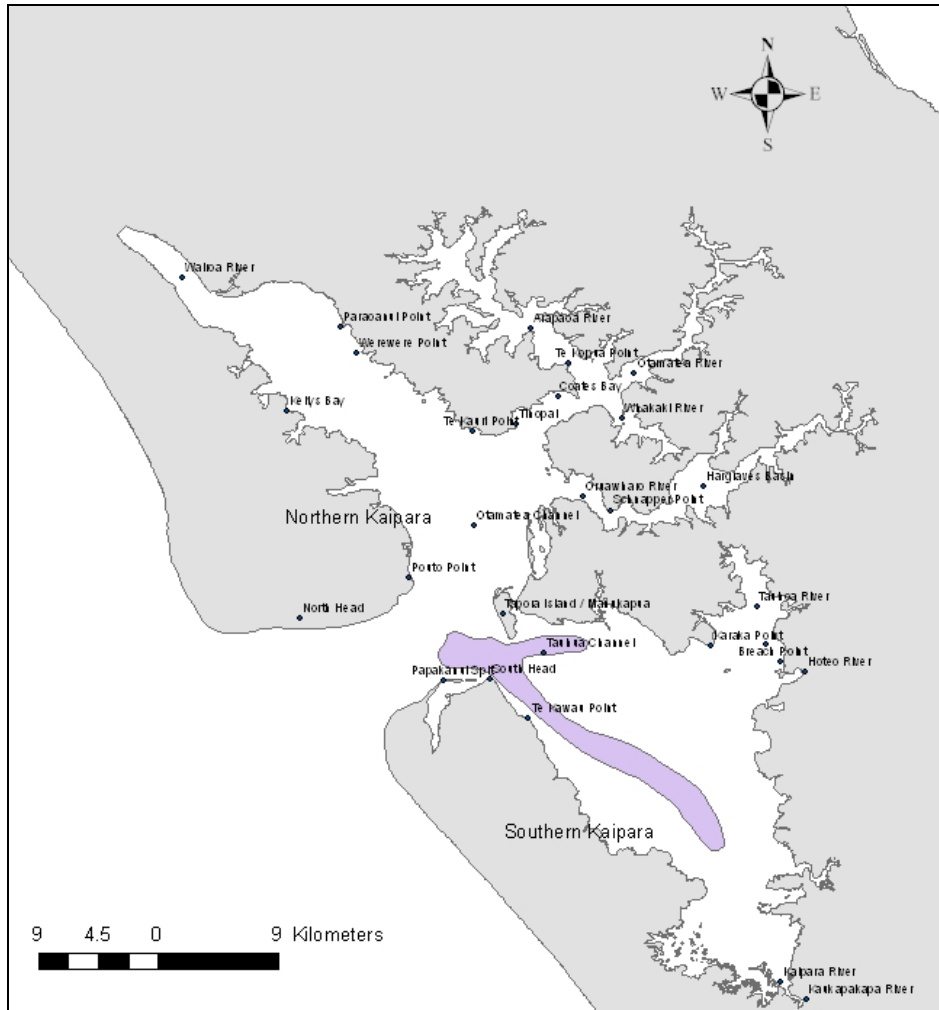 N
W E
S
Wairoa River
Paraoanui Point
Arapaoa River
Werewere Point
Te Kopua Point
Otamatea River
Coates Bay
Kellys Bay
Whakaki River
Tinopai
Te Kauri Point
Hargraves Basin
Oruawharo River
Schnapper Point
Northern Kaipara
Otamatea Channel
Pouto Point
Tauhoa River
North Head
Tapora Island / Manukapua
Karaka Point
Tauhoa Channel
Breach Point
Hoteo River
Papakanui Spit
South Head
Te Kawau Point
Southern Kaipara
9 4.5 0 9 Kilometers
Kaipara River
Kaukapakapa River